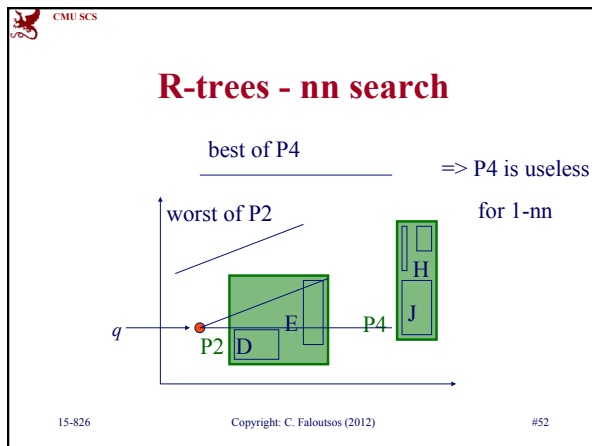 CMU SCS
R-trees - nn search
best of P4
=> P4 is useless
for 1-nn
worst of P2
H
J
E
P4
q
P2
D
15-826
Copyright: C. Faloutsos (2012)
#52